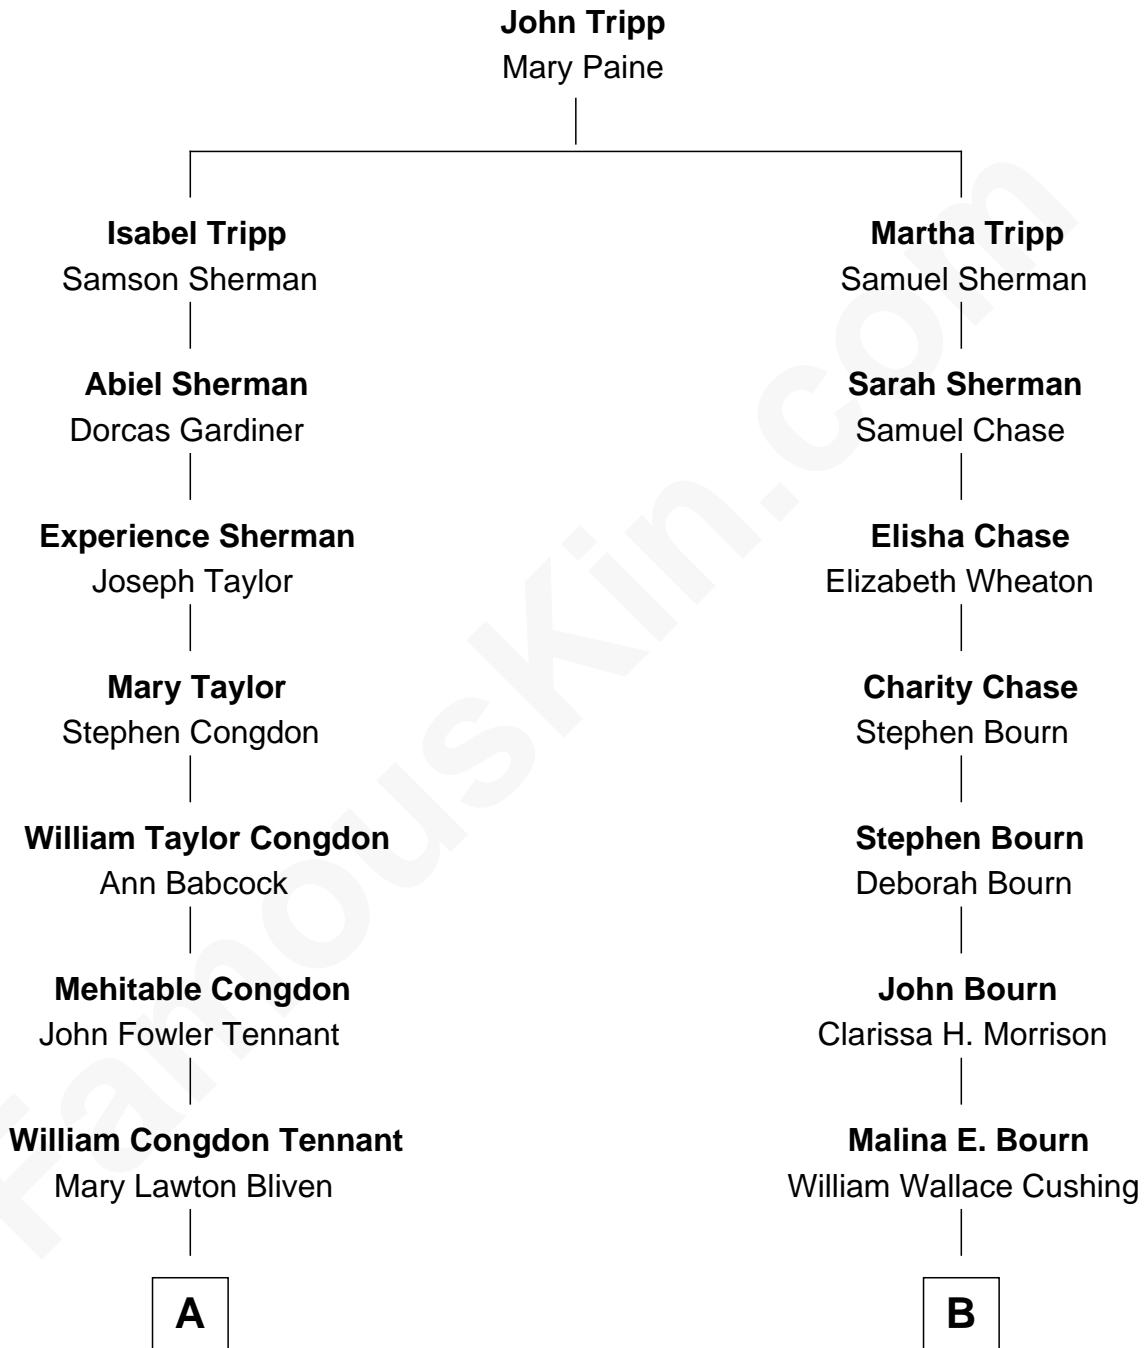 John Tripp
Mary Paine
Isabel Tripp
Samson Sherman
Martha Tripp
Samuel Sherman
Abiel Sherman
Dorcas Gardiner
Sarah Sherman
Samuel Chase
Experience Sherman
Joseph Taylor
Elisha Chase
Elizabeth Wheaton
Mary Taylor
Stephen Congdon
Charity Chase
Stephen Bourn
William Taylor Congdon
Ann Babcock
Stephen Bourn
Deborah Bourn
Mehitable Congdon
John Fowler Tennant
John Bourn
Clarissa H. Morrison
William Congdon Tennant
Mary Lawton Bliven
Malina E. Bourn
William Wallace Cushing
A
B
FamousKin.com